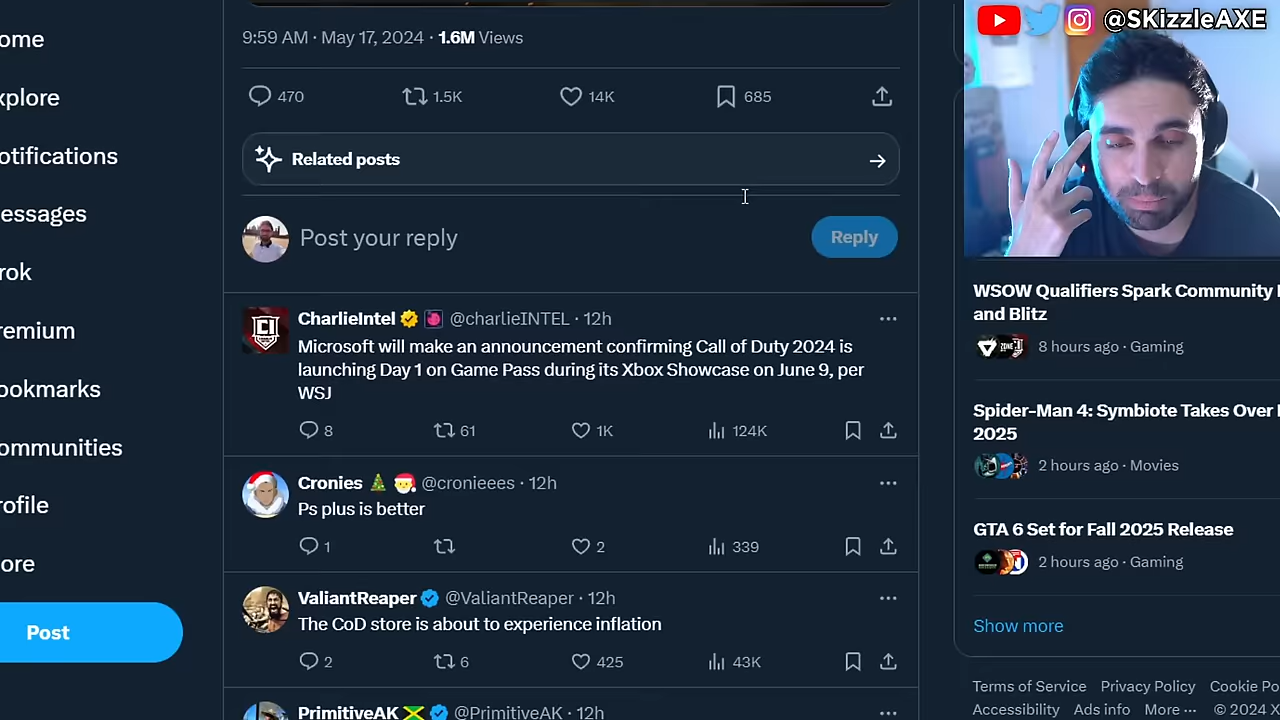 @SKizzleAXE
9:59 AM · May 17, 2024 · 1.6M Views
ome
xplore
otifications
essages
rok
remium
ookmarks
ommunities
rofile
ore
Post
470
1.5K
14K
685
Related posts
Post your reply
Reply
CharlieIntel @charlieINTEL · 12h
Microsoft will make an announcement confirming Call of Duty 2024 is
launching Day 1 on Game Pass during its Xbox Showcase on June 9, per
WSJ
8
61
1K
124K
Cronies @cronieees · 12h
Ps plus is better
1
2
339
ValiantReaper @ValiantReaper · 12h
The CoD store is about to experience inflation
2
6
425
43K
PrimitiveAK @PrimitiveAK · 12h
WSOW Qualifiers Spark Community
and Blitz
8 hours ago · Gaming
Spider-Man 4: Symbiote Takes Over
2025
2 hours ago · Movies
GTA 6 Set for Fall 2025 Release
2 hours ago · Gaming
Show more
Terms of Service Privacy Policy Cookie Po
Accessibility Ads info More ··· © 2024 X